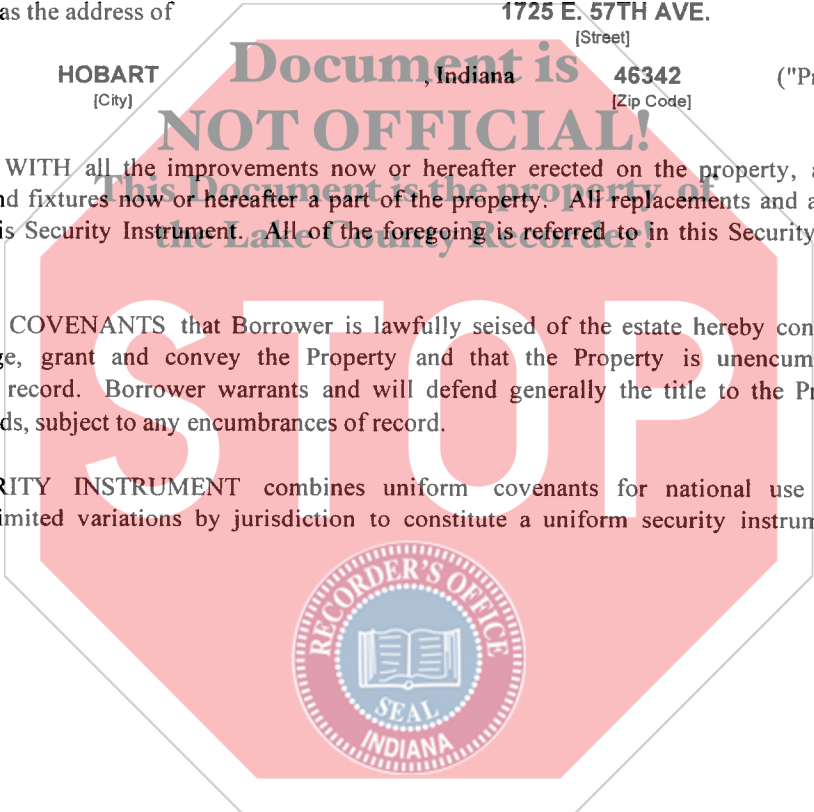 as the address of 1725 E. 57TH AVE.
[Street]
HOBART , Indiana 46342 ("Pr
[City] [Zip Code]
WITH all the improvements now or hereafter erected on the property, a
nd fixtures now or hereafter a part of the property. All replacements and a
is Security Instrument. All of the foregoing is referred to in this Security
COVENANTS that Borrower is lawfully seised of the estate hereby con
ge, grant and convey the Property and that the Property is unencum
record. Borrower warrants and will defend generally the title to the Pr
ds, subject to any encumbrances of record.
RITY INSTRUMENT combines uniform covenants for national use
imited variations by jurisdiction to constitute a uniform security instrum
Document is
NOT OFFICIAL!
This Document is the property of
the Lake County Recorder!
STOP
RECORDER'S OFFICE
SEAL
INDIANA